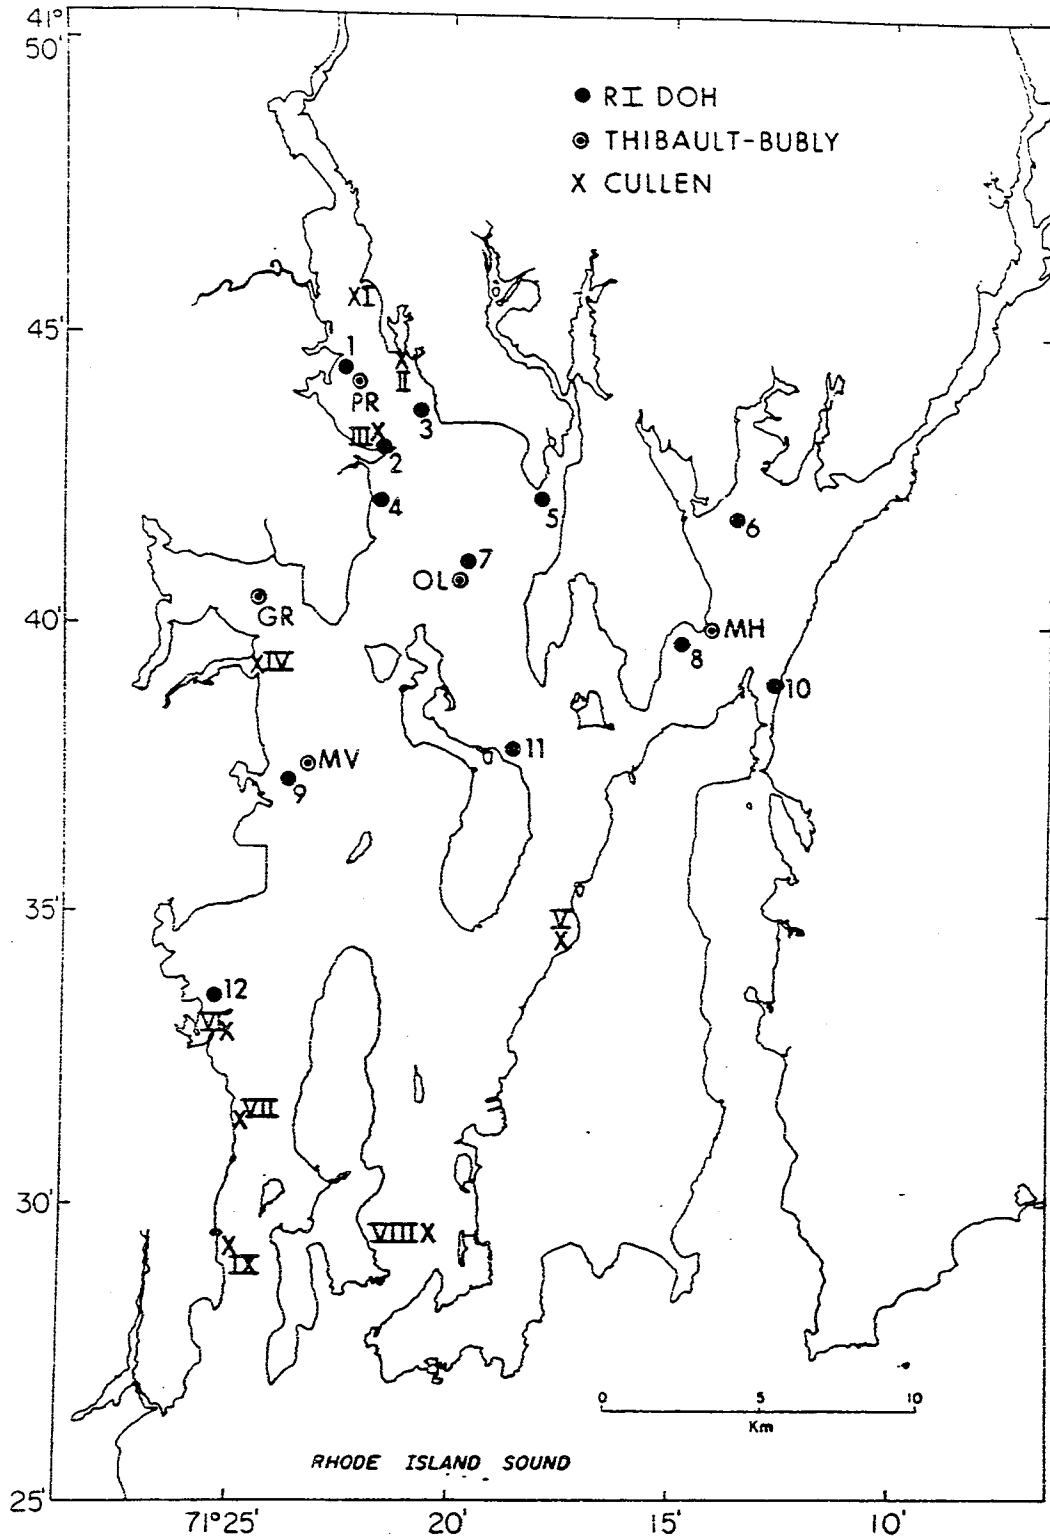 41°
50'
● RI DOH
◉ THIBAULT-BUBLY
X CULLEN
XI
45'
1
II
PR
3
III X
2
4
5
6
7
OL
GR
MH
40'
8
X IV
10
11
MV
9
35'
V
X
12
VI
X
VII
X
30'
VIII X
X
IX
0 5 10
Km
RHODE ISLAND SOUND
25'
71°25' 20' 15' 10'